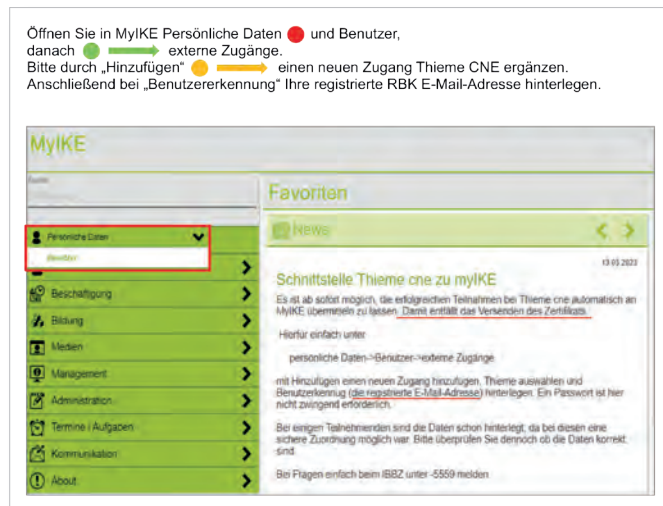 Öffnen Sie in MyIKE Persönliche Daten und Benutzer,
danach externe Zugänge.
Bitte durch „Hinzufügen“ einen neuen Zugang Thieme CNE ergänzen.
Anschließend bei „Benutzererkennung“ Ihre registrierte RBK E-Mail-Adresse hinterlegen.
MyIKE
Persönliche Daten
Benutzer
Beschäftigung
Bildung
Medien
Management
Administration
Termine / Aufgaben
Kommunikation
About
Favoriten
News
13.03.2023
Schnittstelle Thieme cne zu myIKE
Es ist ab sofort möglich, die erfolgreichen Teilnahmen bei Thieme cne automatisch an
MyIKE übermitteln zu lassen. Damit entfällt das Versenden des Zertifikats.
Hierfür einfach unter
persönliche Daten->Benutzer->externe Zugänge
mit Hinzufügen einen neuen Zugang hinzufügen, Thieme auswählen und
Benutzerkennug (die registrierte E-Mail-Adresse) hinterlegen. Ein Passwort ist hier
nicht zwingend erforderlich.
Bei einigen Teilnehmenden sind die Daten schon hinterlegt, da bei diesen eine
sichere Zuordnung möglich war. Bitte überprüfen Sie dennoch ob die Daten korrekt
sind.
Bei Fragen einfach beim IBBZ unter -5559 melden